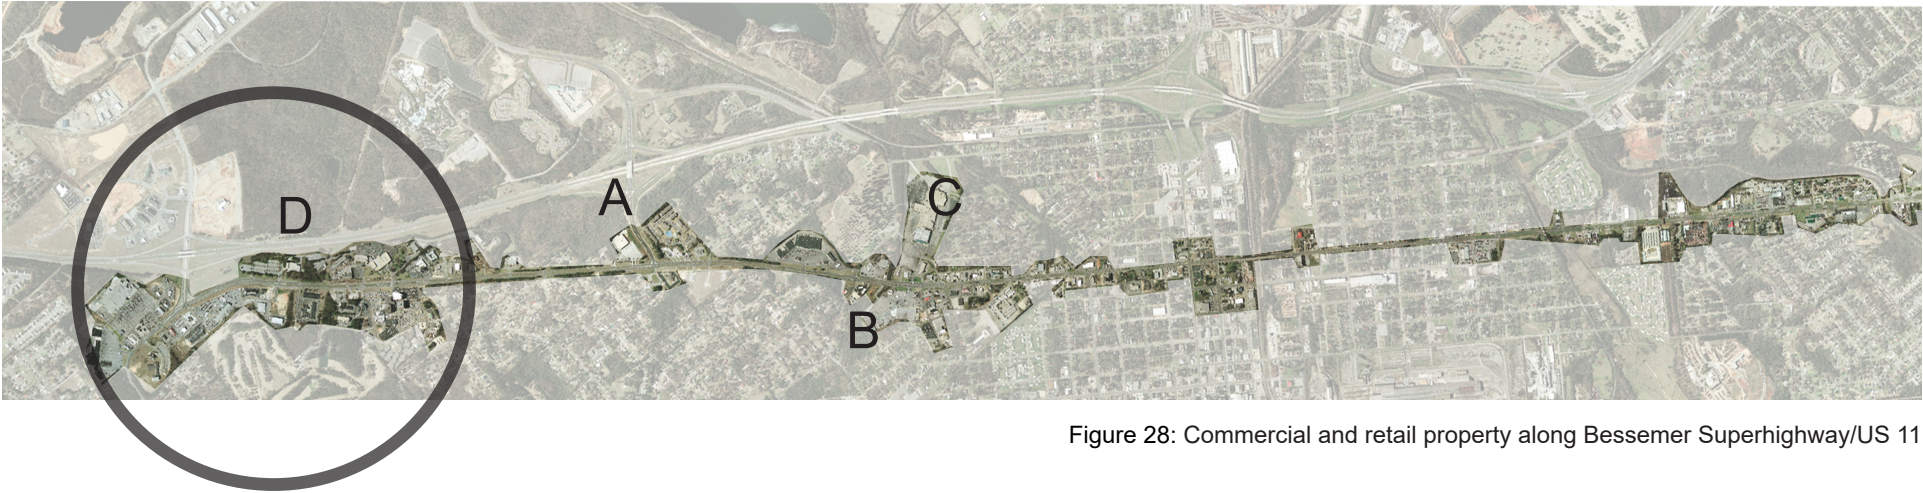 D
A
C
B
Figure 28: Commercial and retail property along Bessemer Superhighway/US 11